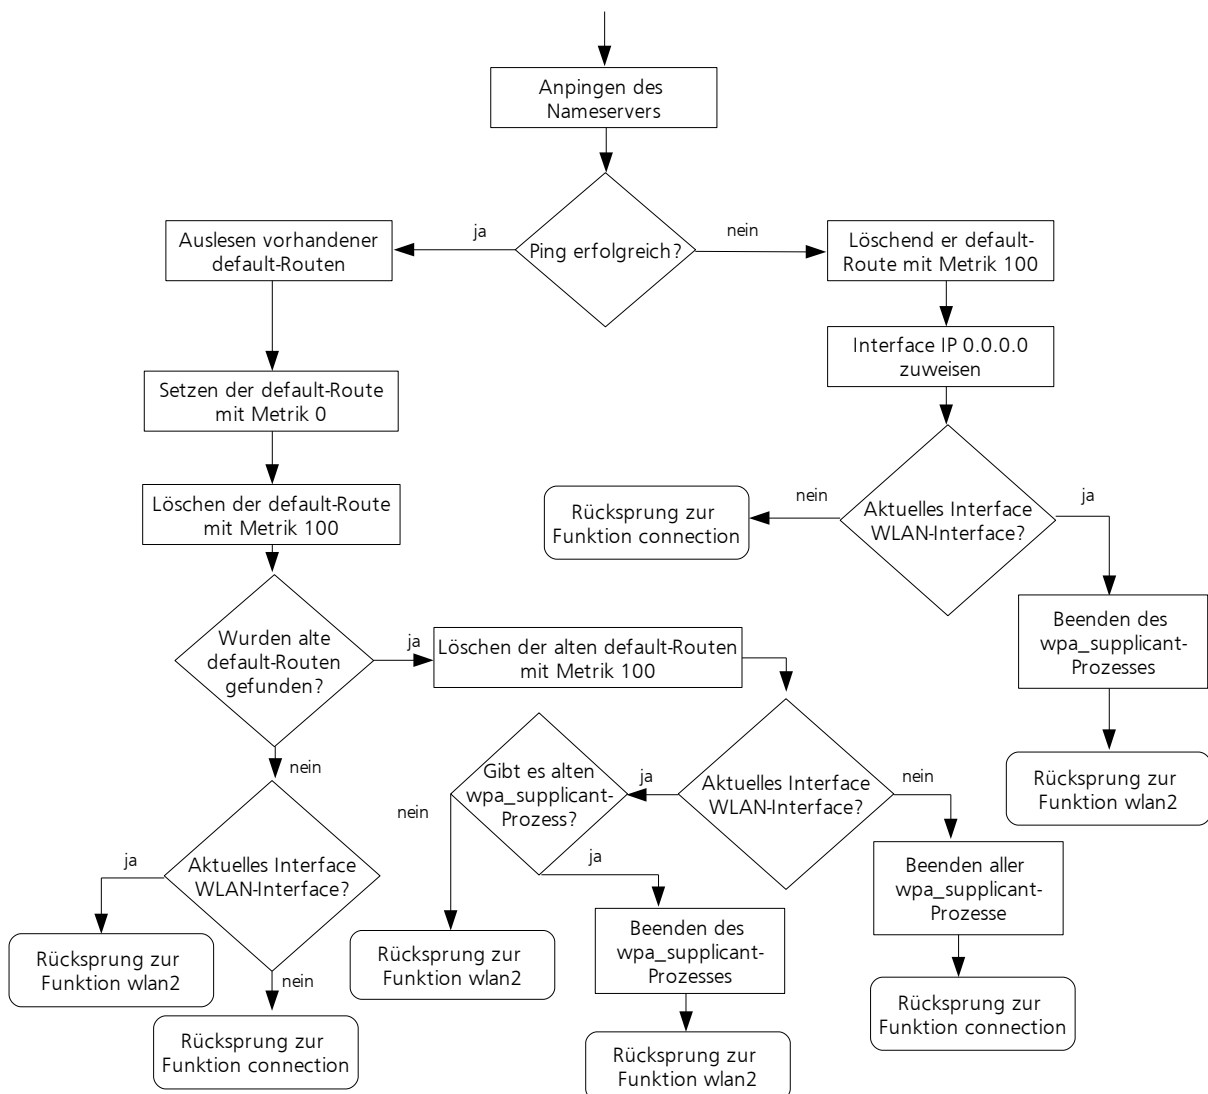 Anpingen des
Nameservers
ja
Ping erfolgreich?
nein
Auslesen vorhandener
default-Routen
Löschend er default-
Route mit Metrik 100
Interface IP 0.0.0.0
zuweisen
Setzen der default-Route
mit Metrik 0
Löschen der default-Route
mit Metrik 100
Rücksprung zur
Funktion connection
nein
Aktuelles Interface
WLAN-Interface?
ja
Beenden des
wpa_supplicant-
Prozesses
Rücksprung zur
Funktion wlan2
Wurden alte
default-Routen
gefunden?
ja
Löschen der alten default-Routen
mit Metrik 100
nein
Gibt es alten
wpa_supplicant-
Prozess?
ja
Aktuelles Interface
WLAN-Interface?
nein
nein
ja
Beenden aller
wpa_supplicant-
Prozesse
ja
Aktuelles Interface
WLAN-Interface?
nein
Rücksprung zur
Funktion wlan2
Rücksprung zur
Funktion wlan2
Beenden des
wpa_supplicant-
Prozesses
Rücksprung zur
Funktion connection
Rücksprung zur
Funktion connection
Rücksprung zur
Funktion wlan2